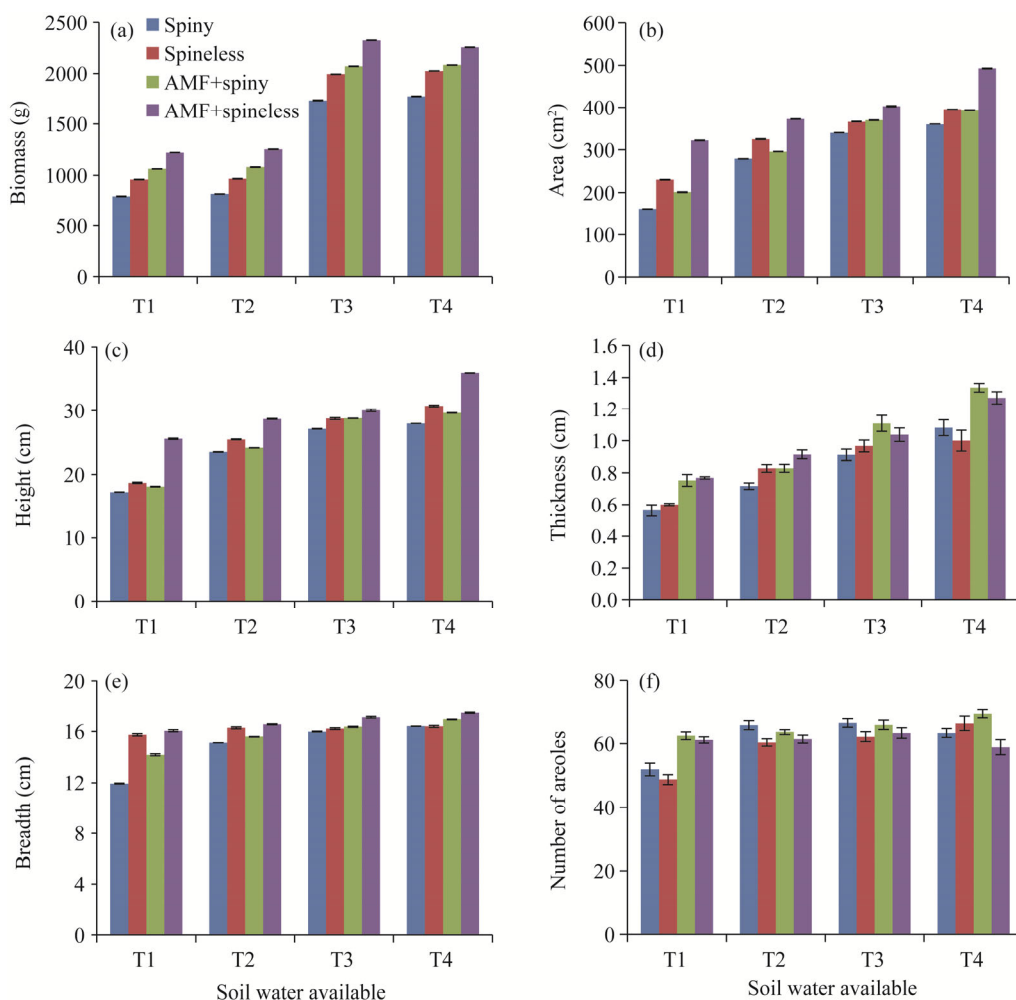 (a)
Spiny
Spineless
AMF+spiny
AMF+spineless
Biomass (g)
2500
2000
1500
1000
500
0
T1 T2 T3 T4
(b)
Area (cm²)
600
500
400
300
200
100
0
T1 T2 T3 T4
(c)
Height (cm)
40
30
20
10
0
T1 T2 T3 T4
(d)
Thickness (cm)
1.6
1.4
1.2
1.0
0.8
0.6
0.4
0.2
0.0
T1 T2 T3 T4
(e)
Breadth (cm)
20
16
12
8
4
0
T1 T2 T3 T4
Soil water available
(f)
Number of areoles
80
60
40
20
0
T1 T2 T3 T4
Soil water available